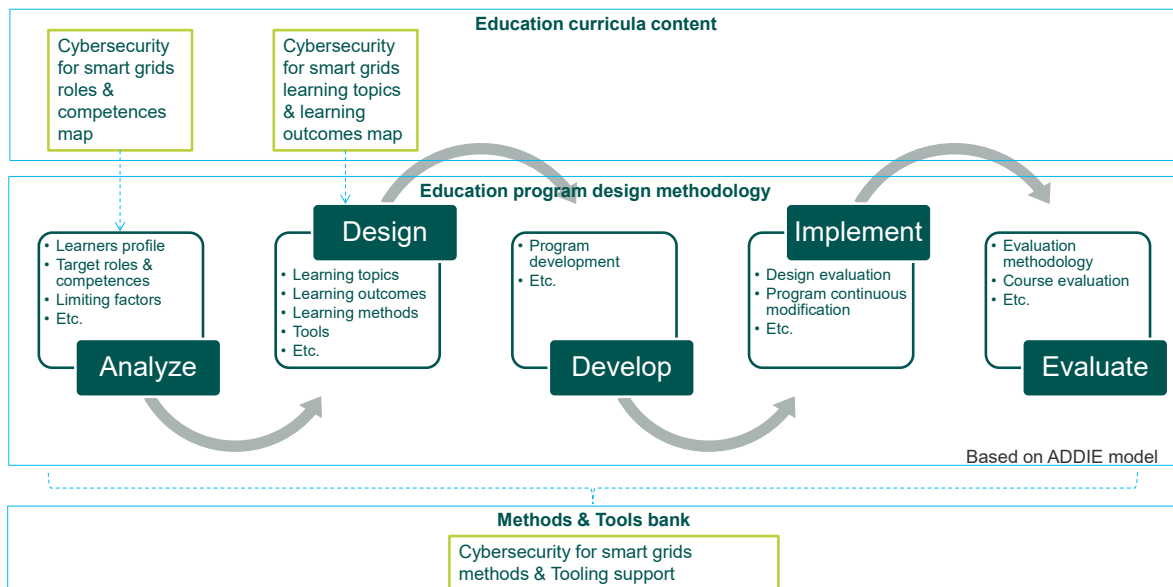 Education curricula content
Cybersecurity
for smart grids
roles &
competences
map
Cybersecurity
for smart grids
learning topics
& learning
outcomes map
Education program design methodology
• Learners profile
• Target roles &
competences
• Limiting factors
• Etc.
Analyze
Design
• Learning topics
• Learning outcomes
• Learning methods
• Tools
• Etc.
• Program
development
• Etc.
Develop
Implement
• Design evaluation
• Program continuous
modification
• Etc.
• Evaluation
methodology
• Course evaluation
• Etc.
Evaluate
Based on ADDIE model
Methods & Tools bank
Cybersecurity for smart grids
methods & Tooling support